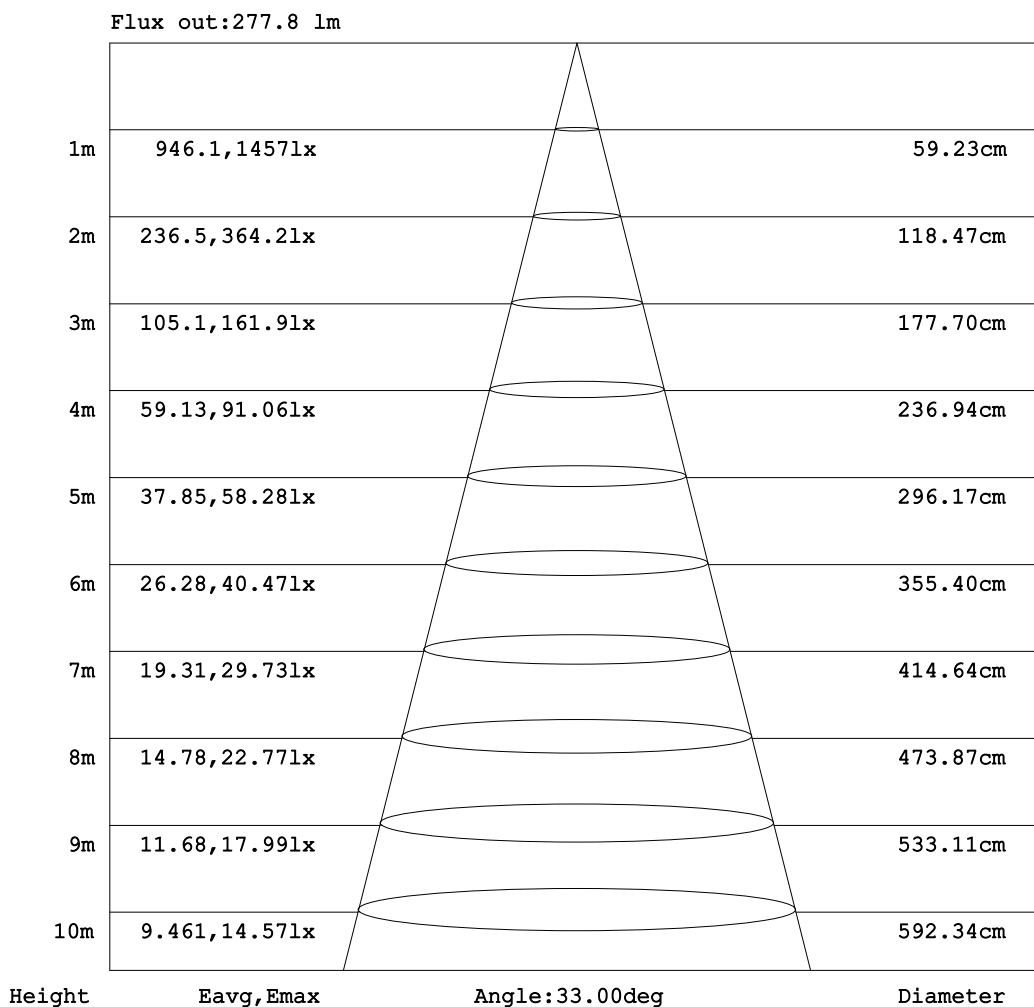 Flux out:277.8 lm
1m 946.1,1457lx 59.23cm
2m 236.5,364.2lx 118.47cm
3m 105.1,161.9lx 177.70cm
4m 59.13,91.06lx 236.94cm
5m 37.85,58.28lx 296.17cm
6m 26.28,40.47lx 355.40cm
7m 19.31,29.73lx 414.64cm
8m 14.78,22.77lx 473.87cm
9m 11.68,17.99lx 533.11cm
10m 9.461,14.57lx 592.34cm
Height Eavg,Emax Angle:33.00deg Diameter